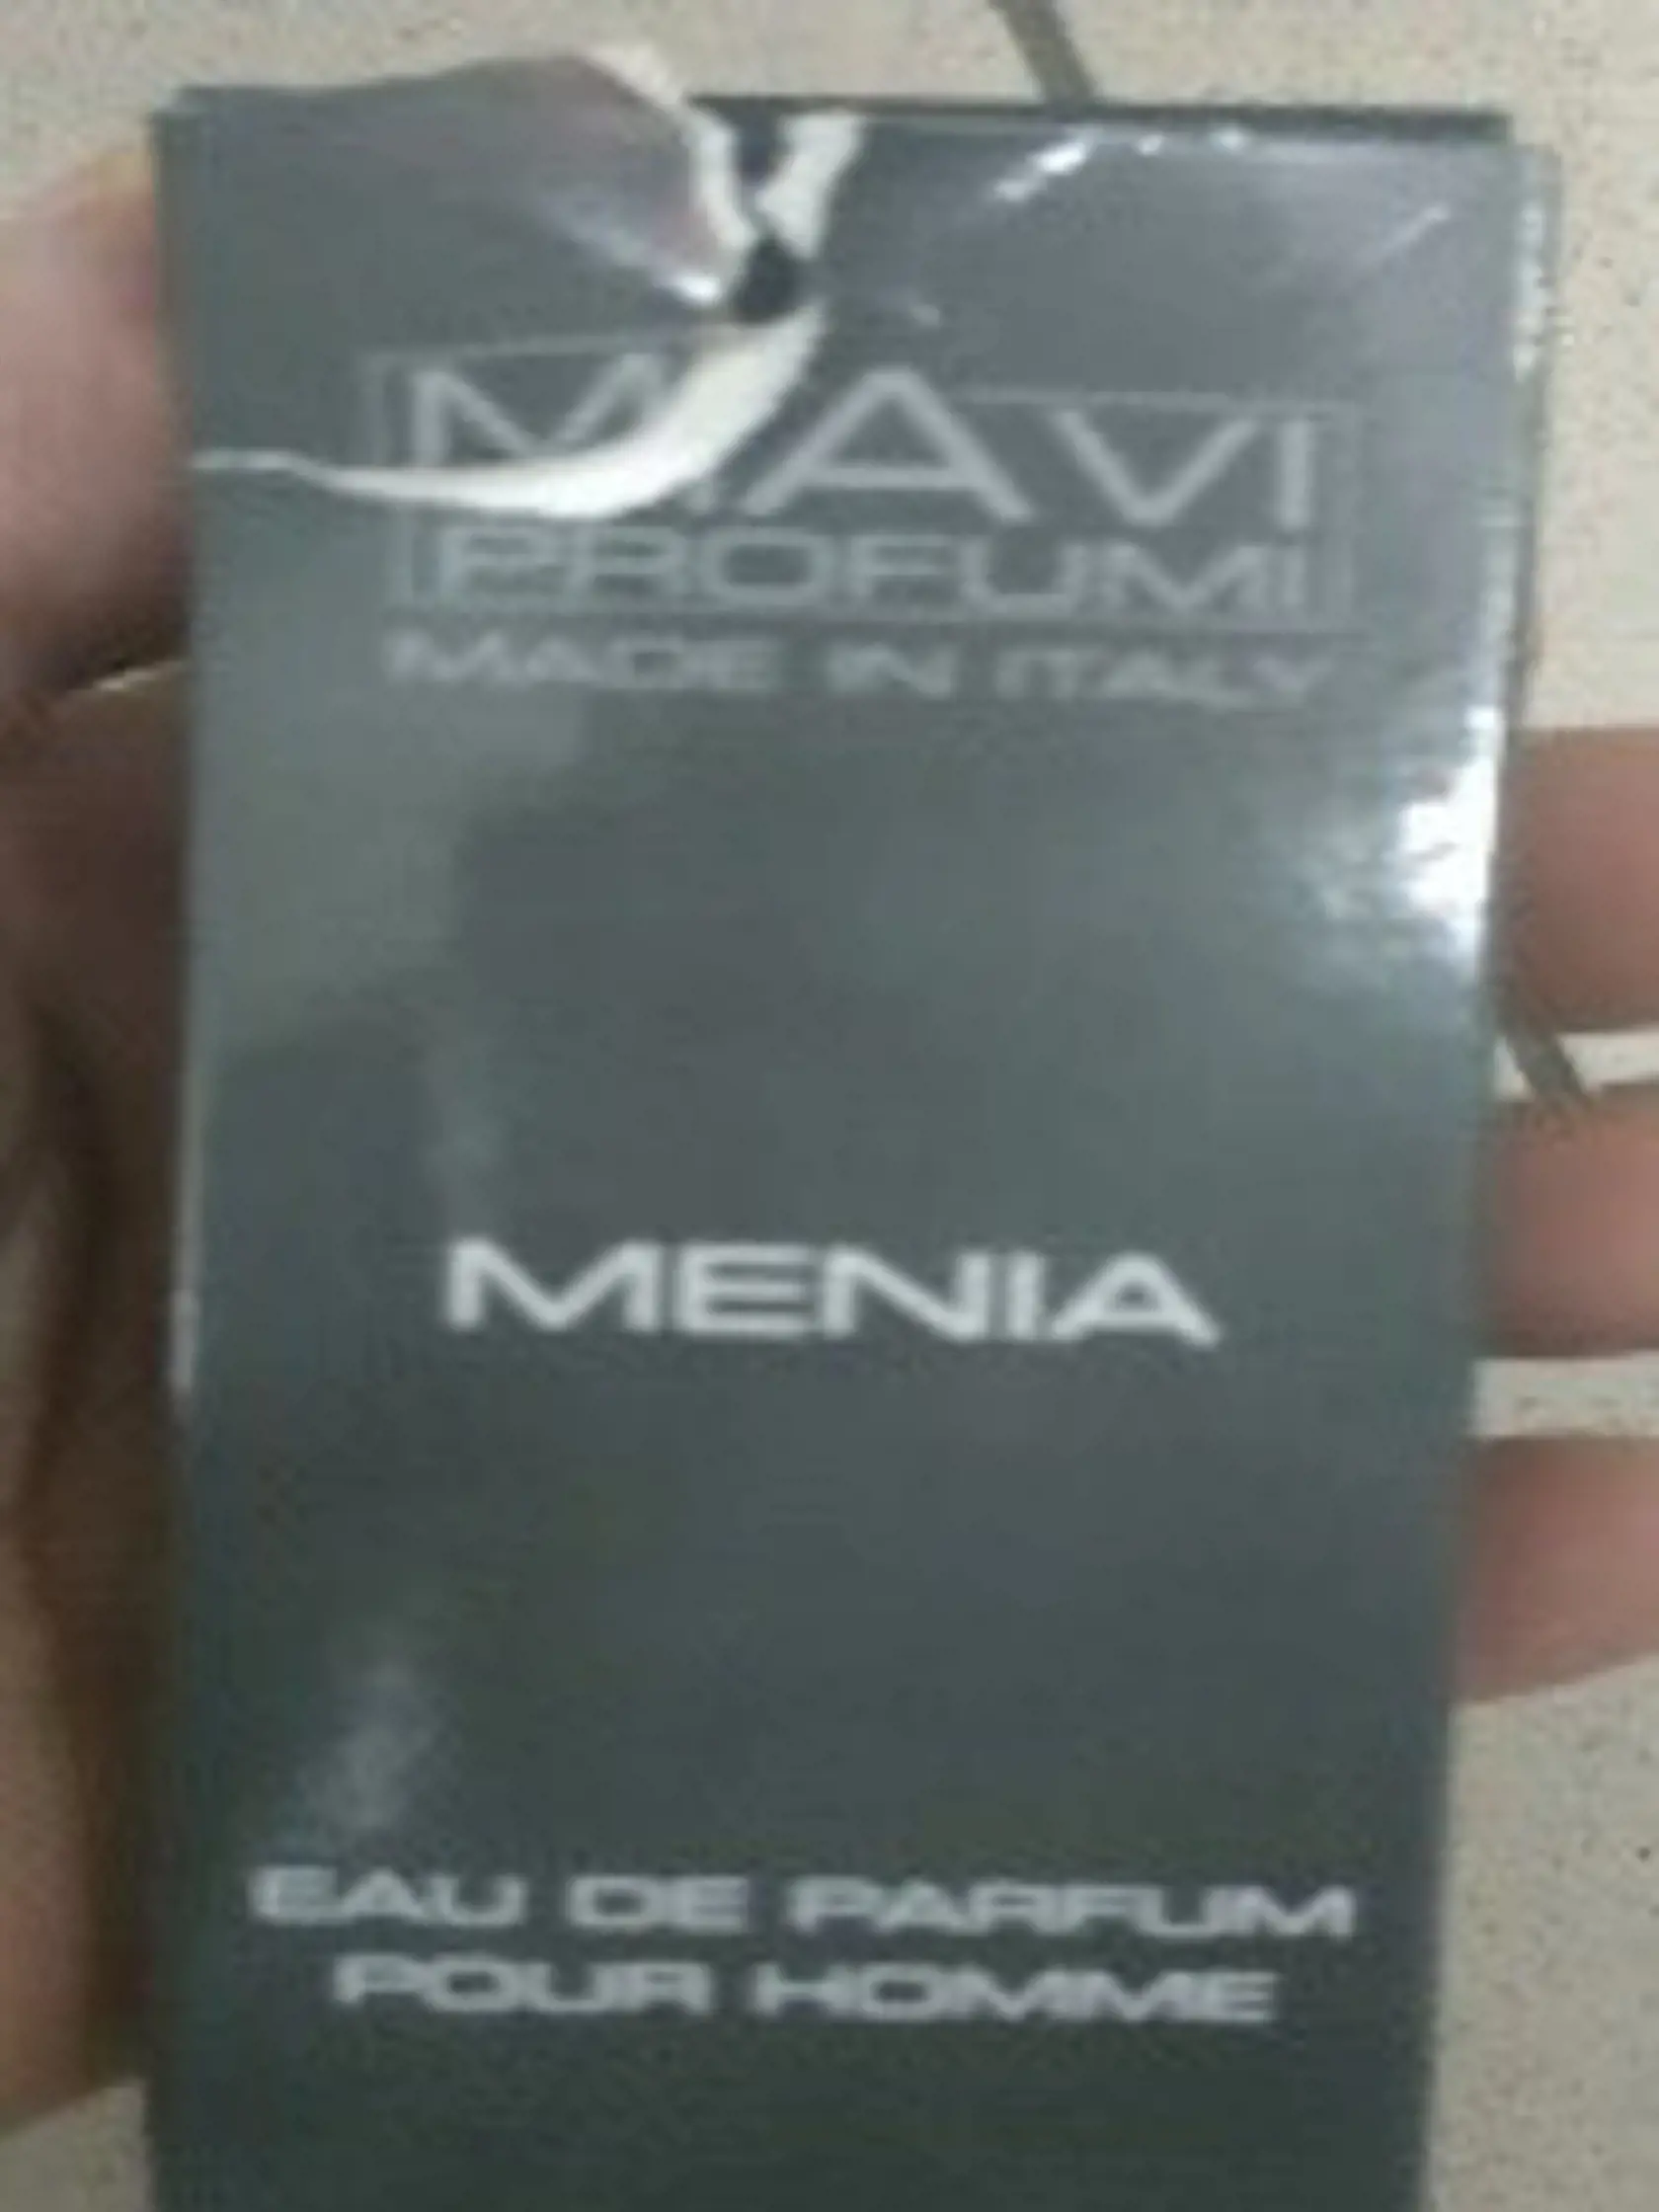 MAVI
PROFUMI
MADE IN ITALY
MENIA
EAU DE PARFUM
POUR HOMME